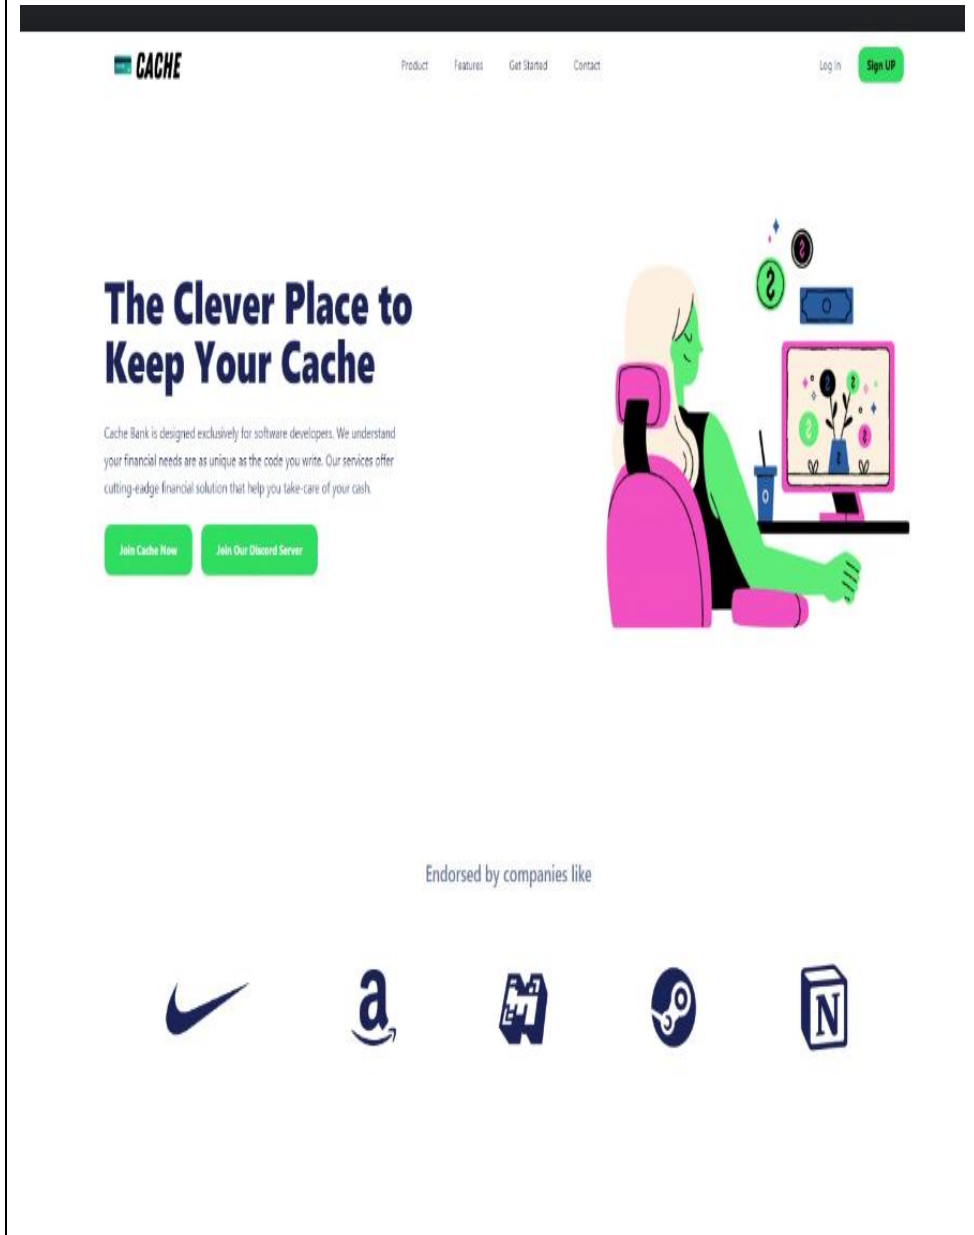 CACHE
Product
Features
Get Started
Contact
Log In
Sign UP
The Clever Place to
Keep Your Cache
Cache Bank is designed exclusively for software developers. We understand
your financial needs are as unique as the code you write. Our services offer
cutting-eadge financial solution that help you take-care of your cash.
Join Cache Now
Join Our Discord Server
Endorsed by companies like
a
N